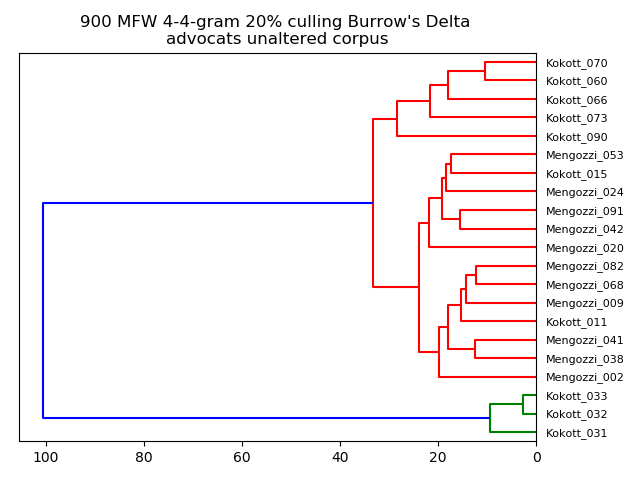 900 MFW 4-4-gram 20% culling Burrow's Delta
advocats unaltered corpus
Kokott_070
Kokott_060
Kokott_066
Kokott_073
Kokott_090
Mengozzi_053
Kokott_015
Mengozzi_024
Mengozzi_091
Mengozzi_042
Mengozzi_020
Mengozzi_082
Mengozzi_068
Mengozzi_009
Kokott_011
Mengozzi_041
Mengozzi_038
Mengozzi_002
Kokott_033
Kokott_032
Kokott_031
100 80 60 40 20 0